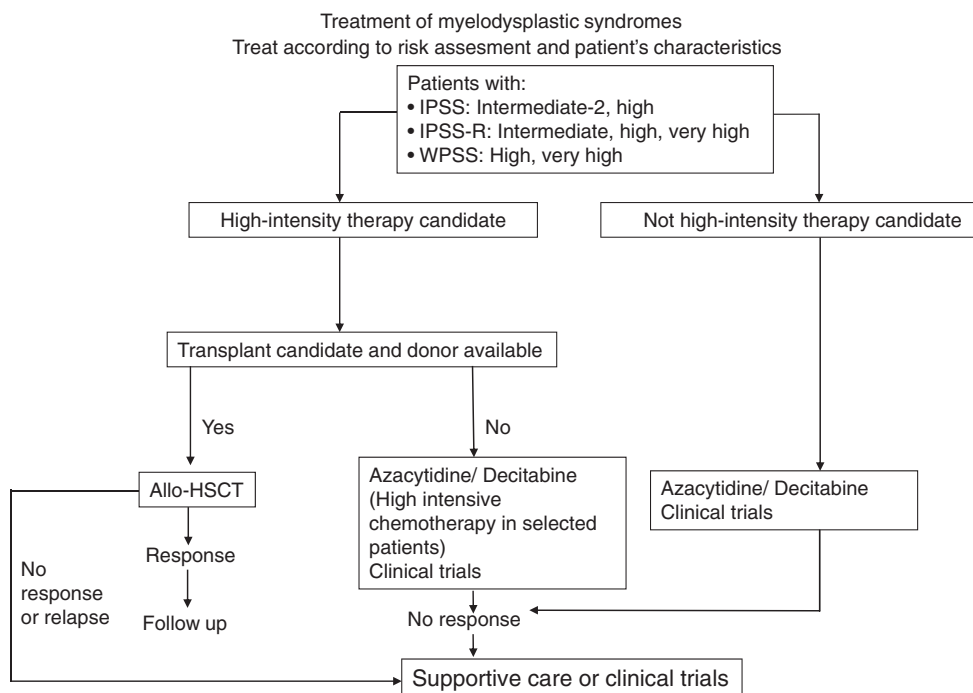 Treatment of myelodysplastic syndromes
Treat according to risk assesment and patient's characteristics
Patients with:
• IPSS: Intermediate-2, high
• IPSS-R: Intermediate, high, very high
• WPSS: High, very high
High-intensity therapy candidate
Not high-intensity therapy candidate
Transplant candidate and donor available
Yes
No
Allo-HSCT
Azacytidine/ Decitabine
(High intensive
chemotherapy in selected
patients)
Clinical trials
Azacytidine/ Decitabine
Clinical trials
Response
No
response
or relapse
Follow up
No response
Supportive care or clinical trials